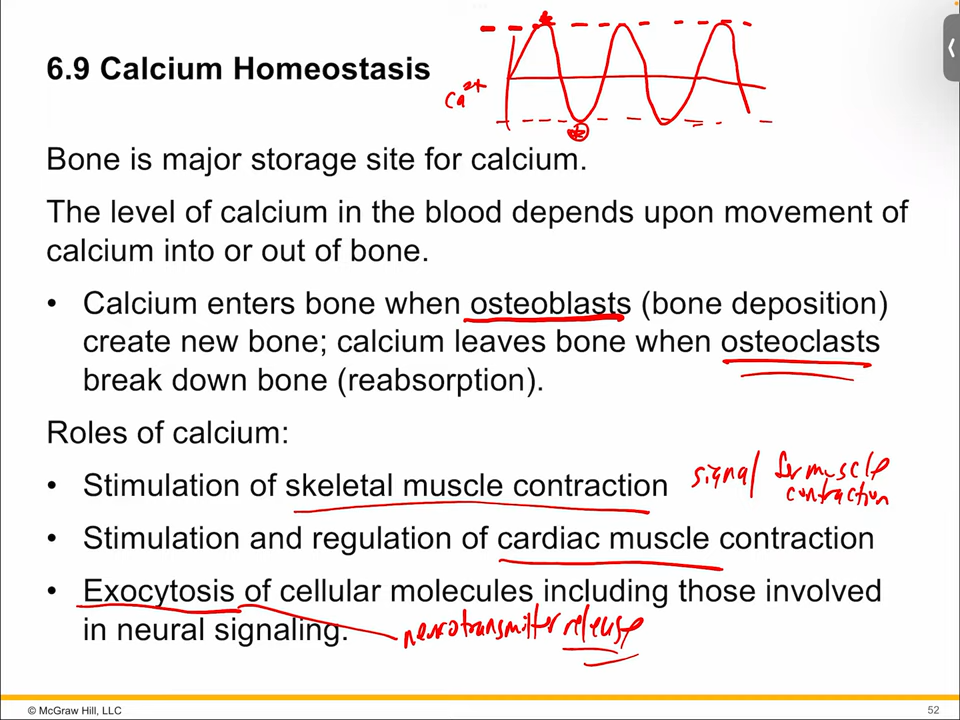 6.9 Calcium Homeostasis
Ca2+
Bone is major storage site for calcium.
The level of calcium in the blood depends upon movement of
calcium into or out of bone.
• Calcium enters bone when osteoblasts (bone deposition)
create new bone; calcium leaves bone when osteoclasts
break down bone (reabsorption).
Roles of calcium:
• Stimulation of skeletal muscle contraction
signal for muscle
contraction
• Stimulation and regulation of cardiac muscle contraction
• Exocytosis of cellular molecules including those involved
in neural signaling.
neurotransmitter release
© McGraw Hill, LLC
52